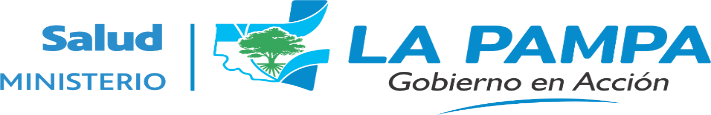 Salud
MINISTERIO
LA PAMPA
Gobierno en Acción